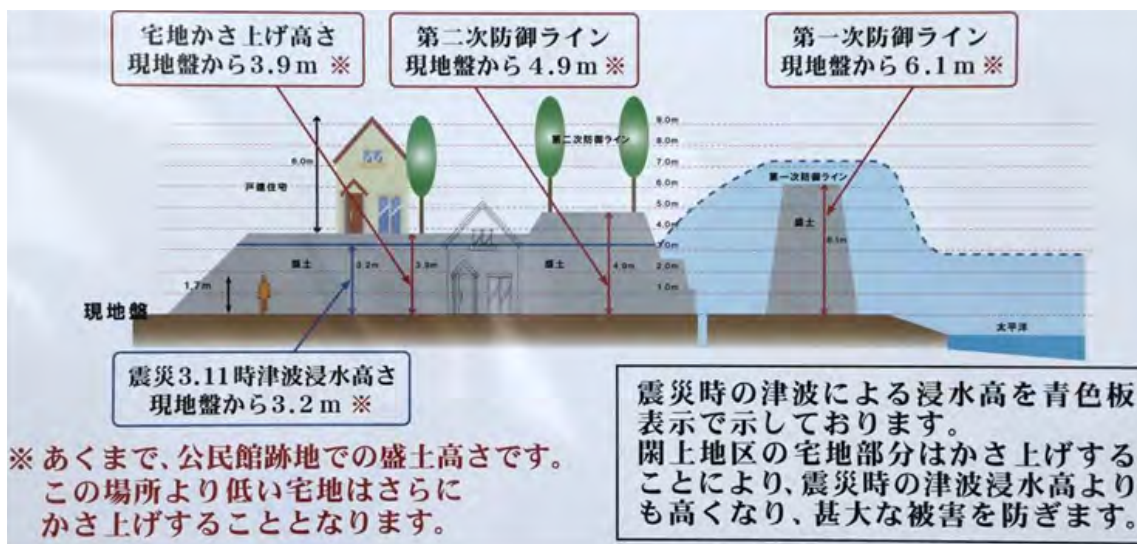 宅地かさ上げ高さ
現地盤から3.9m ※
第二次防御ライン
現地盤から4.9m ※
第一次防御ライン
現地盤から6.1m ※
9.0m
8.0m
7.0m
6.0m
5.0m
4.0m
3.0m
2.0m
1.0m
第二次防御ライン
第一次防御ライン
6.0m
戸建住宅
盛土
3.2m
3.9m
盛土
4.9m
盛土
6.1m
1.7m
現地盤
太平洋
震災3.11時津波浸水高さ
現地盤から3.2m ※
※ あくまで、公民館跡地での盛土高さです。
この場所より低い宅地はさらに
かさ上げすることとなります。
震災時の津波による浸水高を青色板
表示で示しております。
閖上地区の宅地部分はかさ上げする
ことにより、震災時の津波浸水高より
も高くなり、甚大な被害を防ぎます。